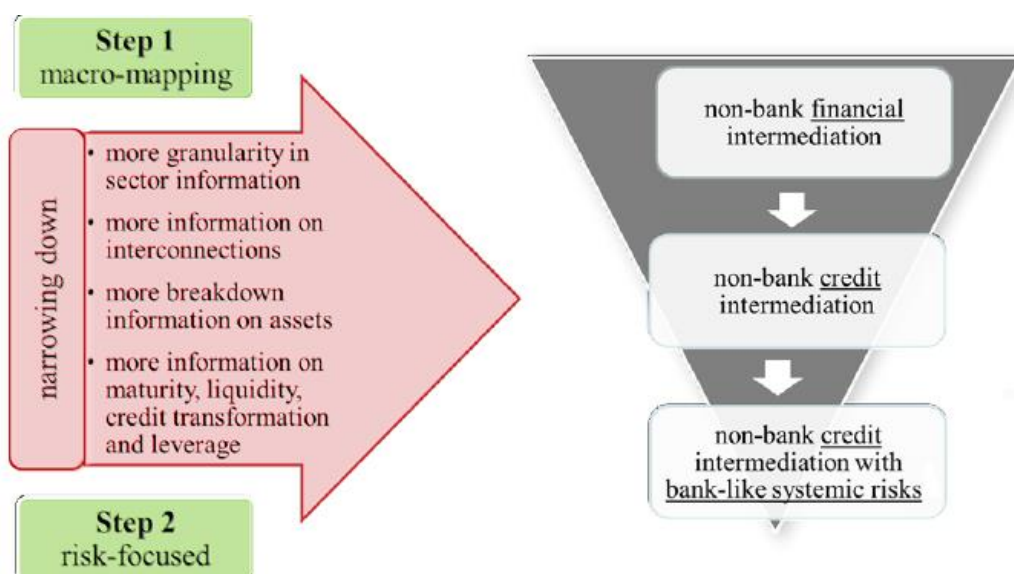 Step 1
macro-mapping
narrowing down
• more granularity in
sector information
• more information on
interconnections
• more breakdown
information on assets
• more information on
maturity, liquidity,
credit transformation
and leverage
Step 2
risk-focused
non-bank financial
intermediation
non-bank credit
intermediation
non-bank credit
intermediation with
bank-like systemic risks